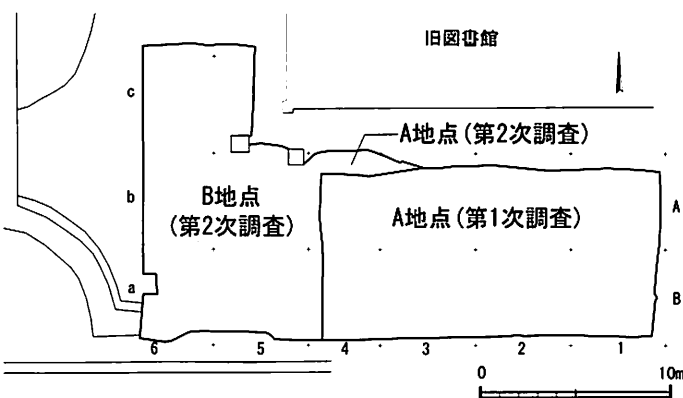 旧図書館
c
A地点(第2次調査)
b
B地点
(第2次調査)
A地点(第1次調査)
A
a
B
6 5 4 3 2 1
0 10m